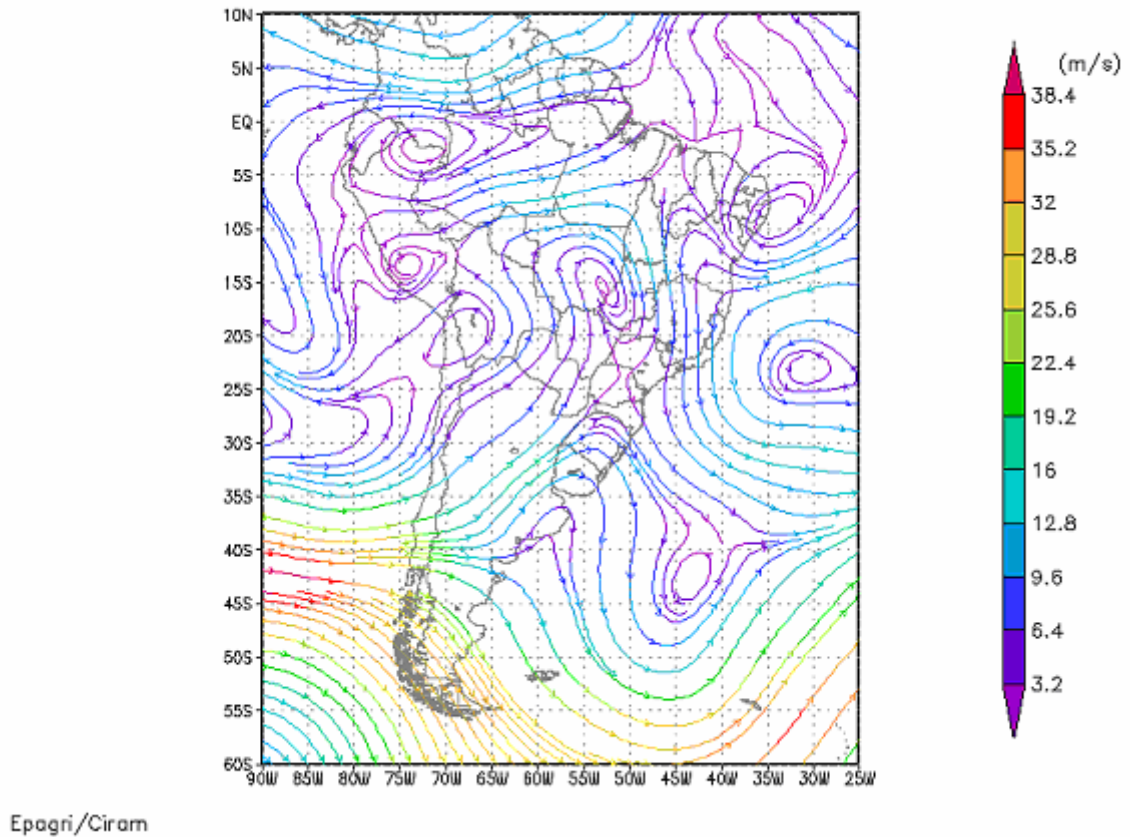 10N
5N
EQ
5S
10S
15S
20S
25S
30S
35S
40S
45S
50S
55S
60S
90W 85W 80W 75W 70W 65W 60W 55W 50W 45W 40W 35W 30W 25W
(m/s)
38.4
35.2
32
28.8
25.6
22.4
19.2
16
12.8
9.6
6.4
3.2
Epagri/Ciram